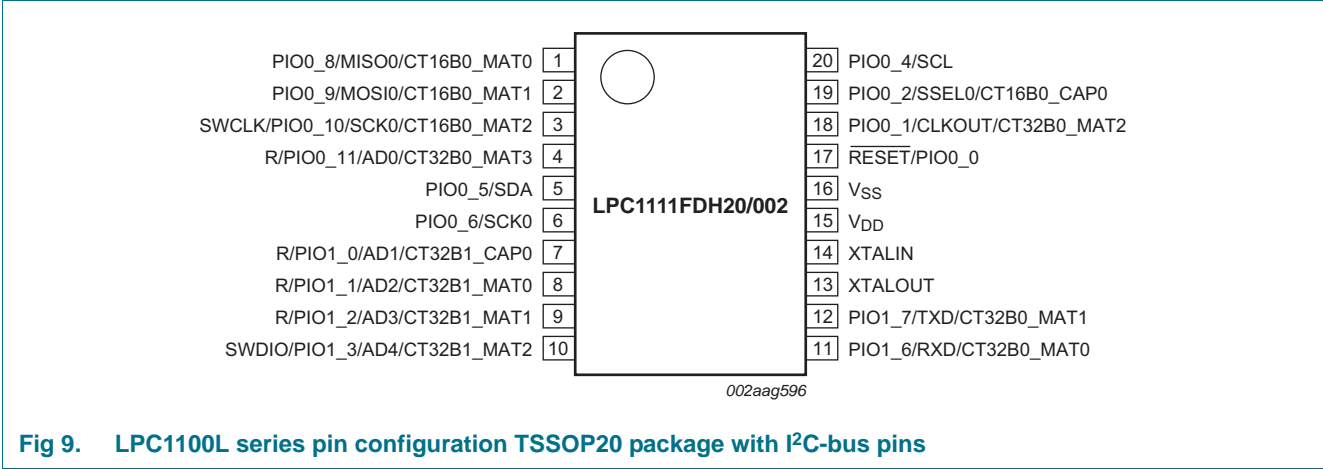 PIO0_8/MISO0/CT16B0_MAT0 1
PIO0_9/MOSI0/CT16B0_MAT1 2
SWCLK/PIO0_10/SCK0/CT16B0_MAT2 3
R/PIO0_11/AD0/CT32B0_MAT3 4
PIO0_5/SDA 5
PIO0_6/SCK0 6
R/PIO1_0/AD1/CT32B1_CAP0 7
R/PIO1_1/AD2/CT32B1_MAT0 8
R/PIO1_2/AD3/CT32B1_MAT1 9
SWDIO/PIO1_3/AD4/CT32B1_MAT2 10
LPC1111FDH20/002
20 PIO0_4/SCL
19 PIO0_2/SSEL0/CT16B0_CAP0
18 PIO0_1/CLKOUT/CT32B0_MAT2
17 RESET/PIO0_0
16 VSS
15 VDD
14 XTALIN
13 XTALOUT
12 PIO1_7/TXD/CT32B0_MAT1
11 PIO1_6/RXD/CT32B0_MAT0
002aag596
Fig 9. LPC1100L series pin configuration TSSOP20 package with I2C-bus pins